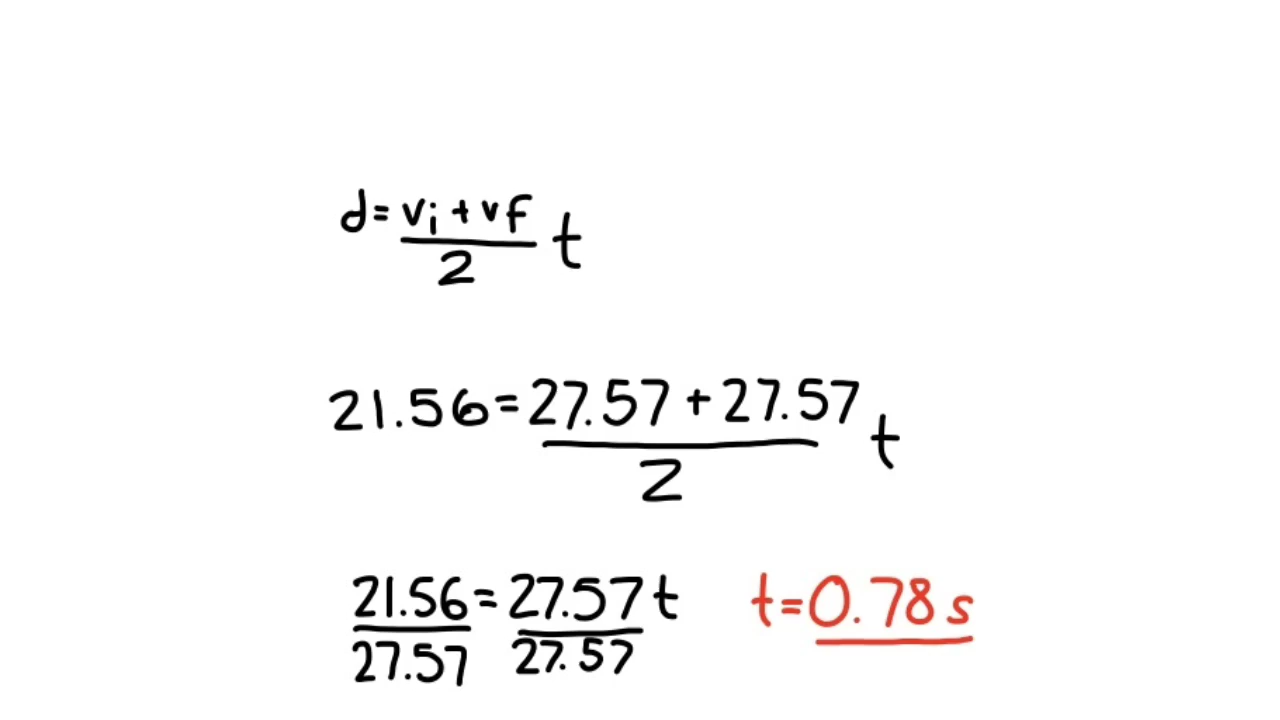 d = vi + vf / 2 t
21.56 = 27.57 + 27.57 / 2 t
21.56 / 27.57 = 27.57 t / 27.57 t = 0.78 s